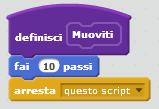 definisci Muoviti
fai 10 passi
arresta questo script